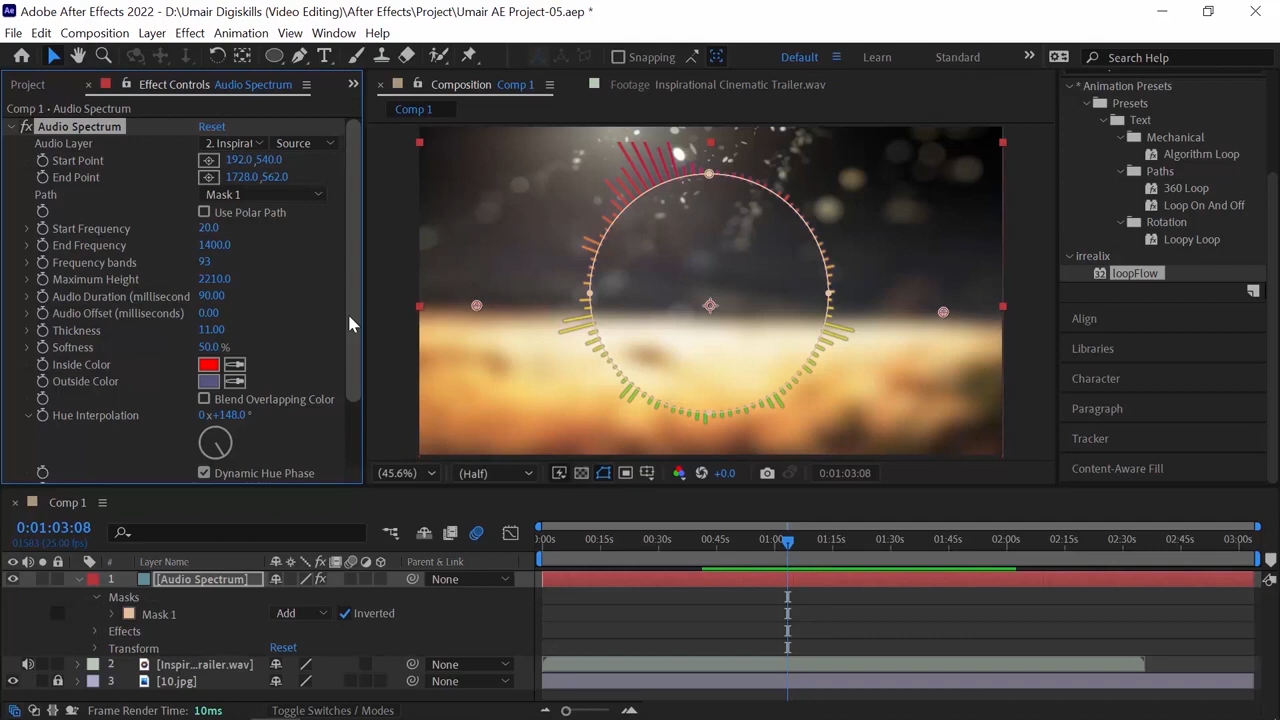 Ae Adobe After Effects 2022 - D:\Umair Digiskills (Video Editing)\After Effects\Project\Umair AE Project-05.aep *
File Edit Composition Layer Effect Animation View Window Help
Snapping Default Learn Standard Search Help
Project Effect Controls Audio Spectrum Composition Comp 1 Footage Inspirational Cinematic Trailer.wav
* Animation Presets
Comp 1 • Audio Spectrum
Comp 1
Presets
fx Audio Spectrum Reset
Text
Audio Layer 2. Inspiral Source
Mechanical
Start Point 192.0,540.0
Algorithm Loop
End Point 1728.0,562.0
Paths
Path Mask 1
360 Loop
Use Polar Path
Loop On And Off
Start Frequency 20.0
Rotation
End Frequency 1400.0
Loopy Loop
Frequency bands 93
irrealix
Maximum Height 2210.0
loopFlow
Audio Duration (millisecond 90.00
Audio Offset (milliseconds) 0.00
Align
Thickness 11.00
Softness 50.0 %
Libraries
Inside Color
Outside Color
Character
Blend Overlapping Color
Paragraph
Hue Interpolation 0 x+148.0 °
Tracker
Dynamic Hue Phase
Content-Aware Fill
(45.6%) (Half) +0.0 0:01:03:08
Comp 1
0:01:03:08
01583 (25.00 fps)
:00s 00:15s 00:30s 00:45s 01:00s 01:15s 01:30s 01:45s 02:00s 02:15s 02:30s 02:45s 03:00s
# Layer Name fx Parent & Link
1 [Audio Spectrum] fx None
Masks
Mask 1 Add Inverted
Effects
Transform Reset
2 [Inspir...railer.wav] None
3 [10.jpg] None
Frame Render Time: 10ms Toggle Switches / Modes